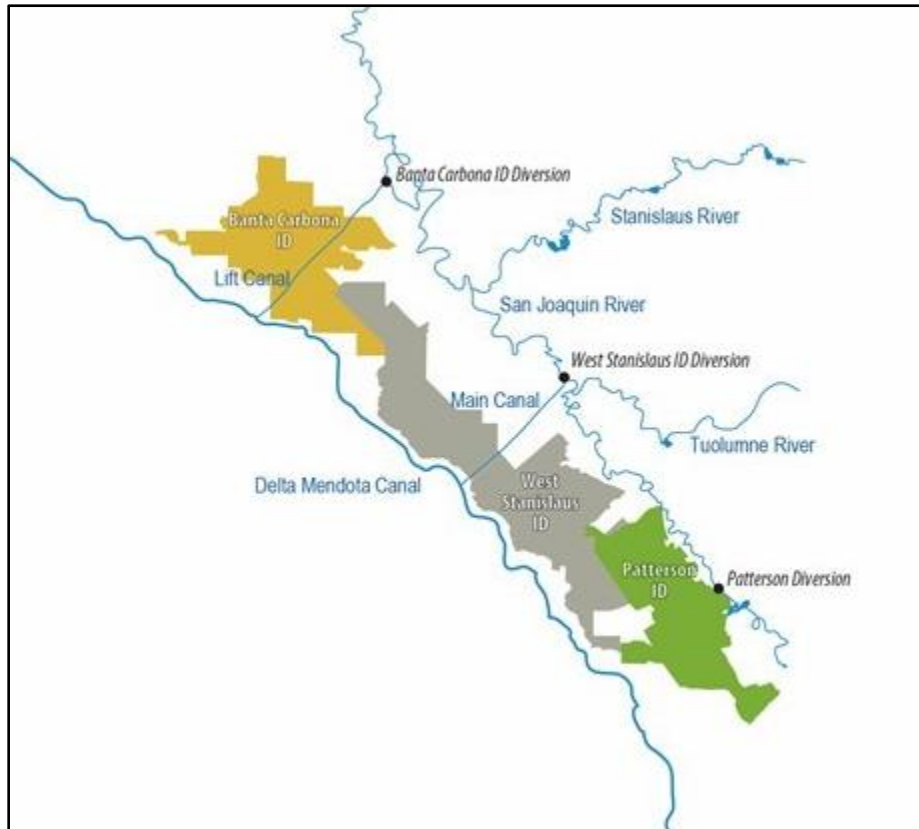 Banta Carbona ID Diversion
Stanislaus River
Banta Carbona
ID
Lift Canal
San Joaquin River
West Stanislaus ID Diversion
Main Canal
Tuolumne River
Delta Mendota Canal
West
Stanislaus
ID
Patterson
ID
Patterson Diversion